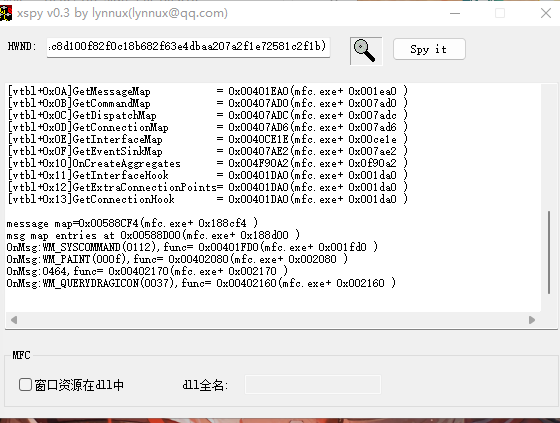 xspy v0.3 by lynnux(lynnux@qq.com)
HWND:
:c8d100f82f0c18b682f63e4dbaa207a2f1e72581c2f1b)
Spy it
[vtbl+0x0A]GetMessageMap = 0x00401EA0(mfc.exe+ 0x001ea0 )
[vtbl+0x0B]GetCommandMap = 0x00407AD0(mfc.exe+ 0x007ad0 )
[vtbl+0x0C]GetDispatchMap = 0x00407ADC(mfc.exe+ 0x007adc )
[vtbl+0x0D]GetConnectionMap = 0x00407AD6(mfc.exe+ 0x007ad6 )
[vtbl+0x0E]GetInterfaceMap = 0x0040CE1E(mfc.exe+ 0x00ce1e )
[vtbl+0x0F]GetEventSinkMap = 0x00407AE2(mfc.exe+ 0x007ae2 )
[vtbl+0x10]OnCreateAggregates = 0x004F90A2(mfc.exe+ 0x0f90a2 )
[vtbl+0x11]GetInterfaceHook = 0x00401DA0(mfc.exe+ 0x001da0 )
[vtbl+0x12]GetExtraConnectionPoints= 0x00401DA0(mfc.exe+ 0x001da0 )
[vtbl+0x13]GetConnectionHook = 0x00401DA0(mfc.exe+ 0x001da0 )
message map=0x00588CF4(mfc.exe+ 0x188cf4 )
msg map entries at 0x00588D00(mfc.exe+ 0x188d00 )
OnMsg:WM_SYSCOMMAND(0112),func= 0x00401FD0(mfc.exe+ 0x001fd0 )
OnMsg:WM_PAINT(000f),func= 0x00402080(mfc.exe+ 0x002080 )
OnMsg:0464,func= 0x00402170(mfc.exe+ 0x002170 )
OnMsg:WM_QUERYDRAGICON(0037),func= 0x00402160(mfc.exe+ 0x002160 )
MFC
窗口资源在dll中
dll全名: